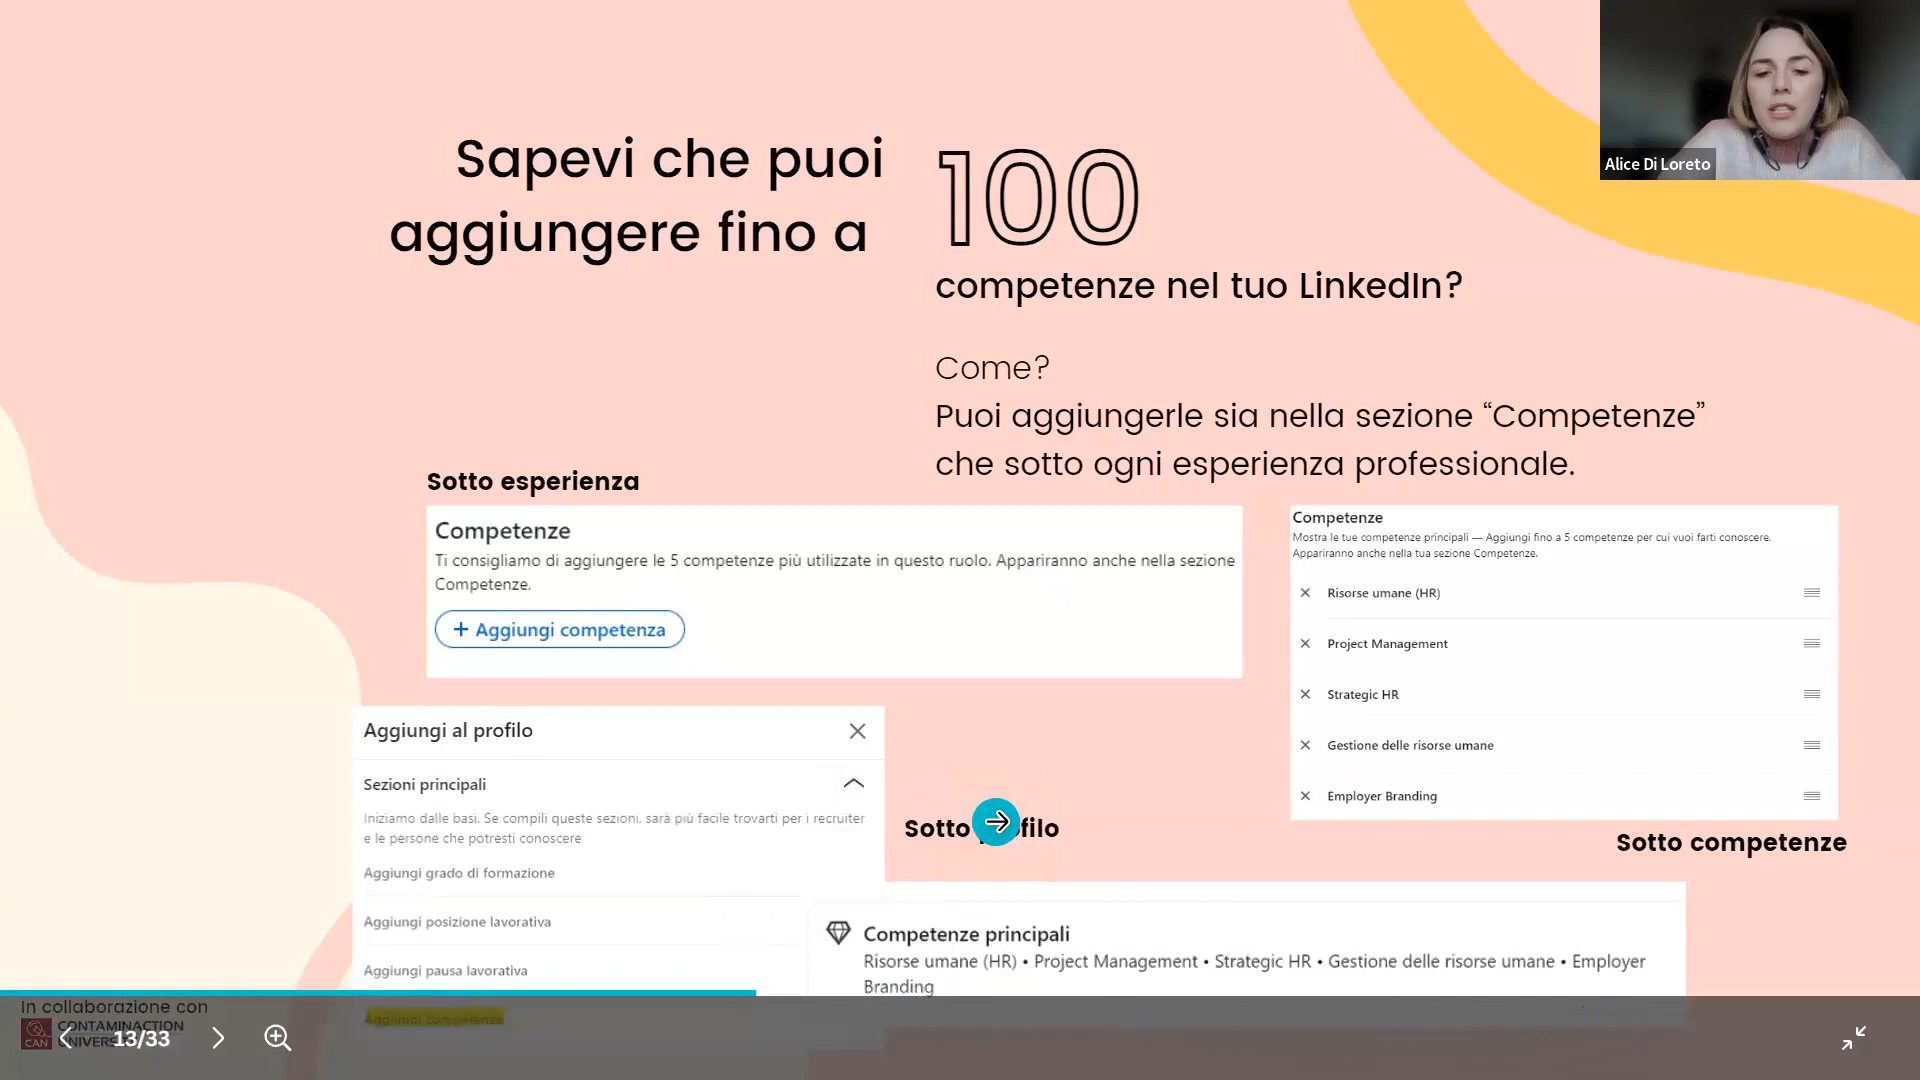 Alice Di Loreto
Sapevi che puoi
aggiungere fino a
100
competenze nel tuo LinkedIn?
Come?
Puoi aggiungerle sia nella sezione “Competenze”
che sotto ogni esperienza professionale.
Sotto esperienza
Competenze
Ti consigliamo di aggiungere le 5 competenze più utilizzate in questo ruolo. Appariranno anche nella sezione
Competenze.
+ Aggiungi competenza
Competenze
Mostra le tue competenze principali — Aggiungi fino a 5 competenze per cui vuoi farti conoscere.
Appariranno anche nella tua sezione Competenze.
Risorse umane (HR)
Project Management
Strategic HR
Gestione delle risorse umane
Employer Branding
Sotto competenze
Aggiungi al profilo
Sezioni principali
Iniziamo dalle basi. Se compili queste sezioni, sarà più facile trovarti per i recruiter
e le persone che potresti conoscere
Aggiungi grado di formazione
Aggiungi posizione lavorativa
Aggiungi pausa lavorativa
Aggiungi competenze
Sotto filo
Competenze principali
Risorse umane (HR) • Project Management • Strategic HR • Gestione delle risorse umane • Employer
Branding
In collaborazione con
CAN
CONTAMINACTION
13/33